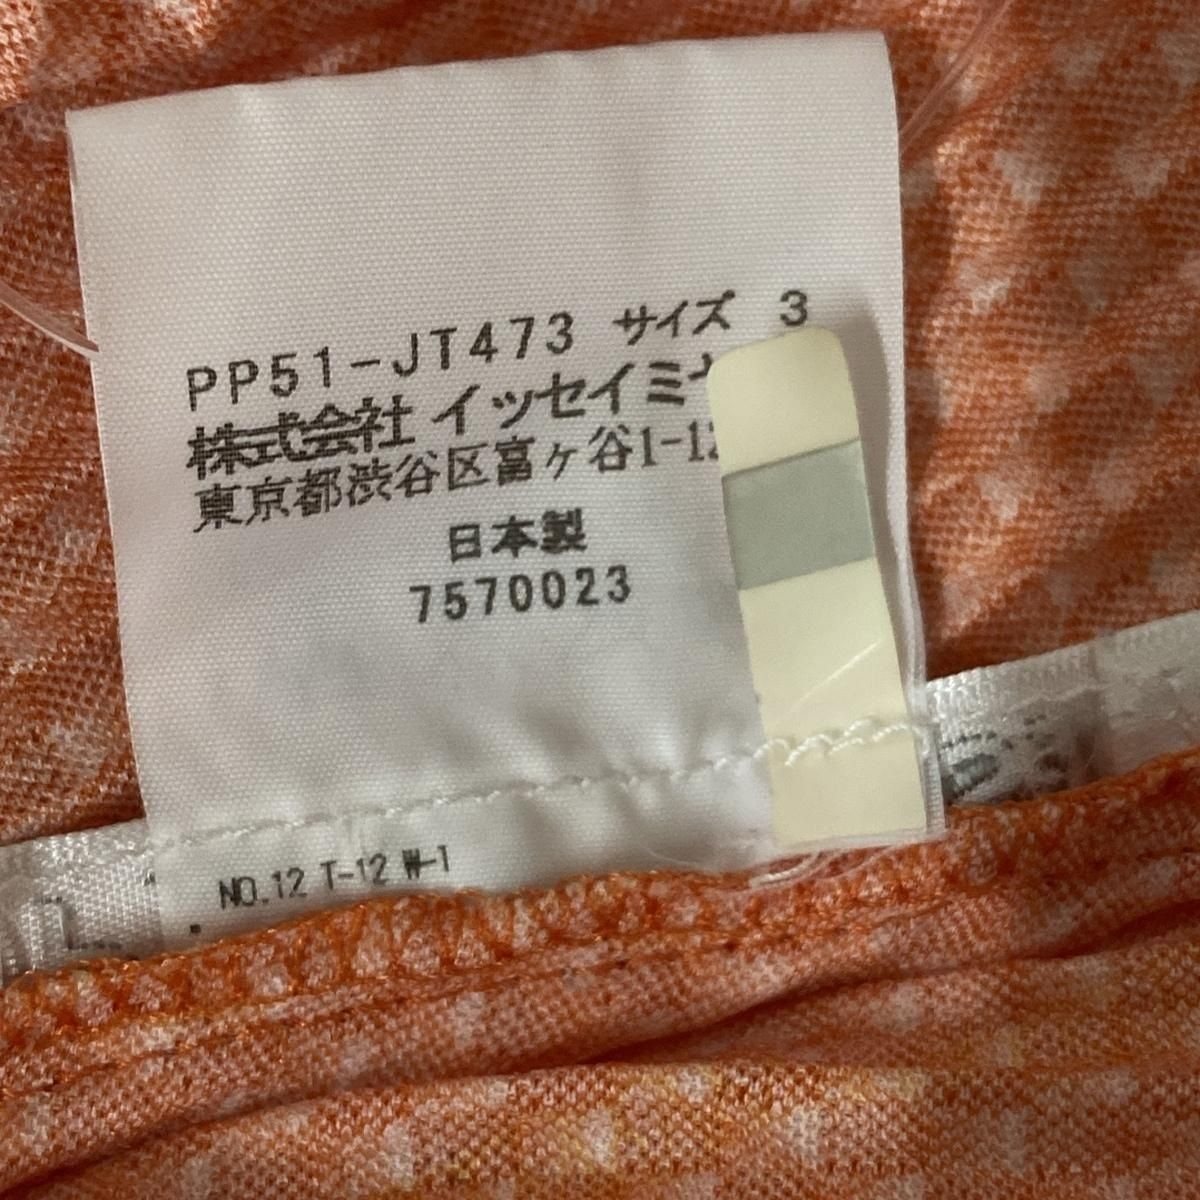 PP51-JT473 サイズ 3
株式会社 イッセイミ
東京都渋谷区富ヶ谷1-12
日本製
7570023
NO.12 T-12 W-1